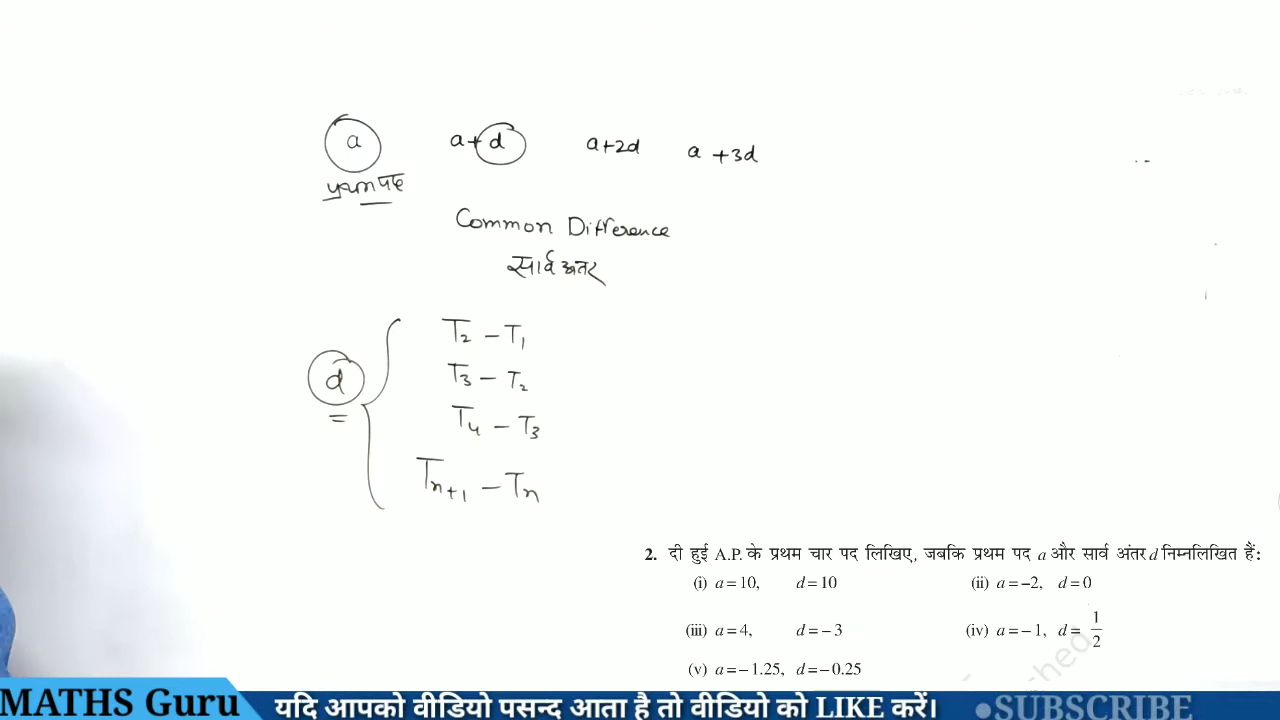 a a+d a+2d a+3d ..
प्रथम पद
Common Difference
सार्व अंतर
T2 – T1
T3 – T2
d = T4 – T3
Tn+1 – Tn
2. दी हुई A.P. के प्रथम चार पद लिखिए, जबकि प्रथम पद a और सार्व अंतर d निम्नलिखित हैं:
(i) a = 10, d = 10 (ii) a = –2, d = 0
(iii) a = 4, d = – 3 (iv) a = – 1, d = 1/2
(v) a = – 1.25, d = – 0.25
MATHS Guru यदि आपको वीडियो पसन्द आता है तो वीडियो को LIKE करें। •SUBSCRIBE